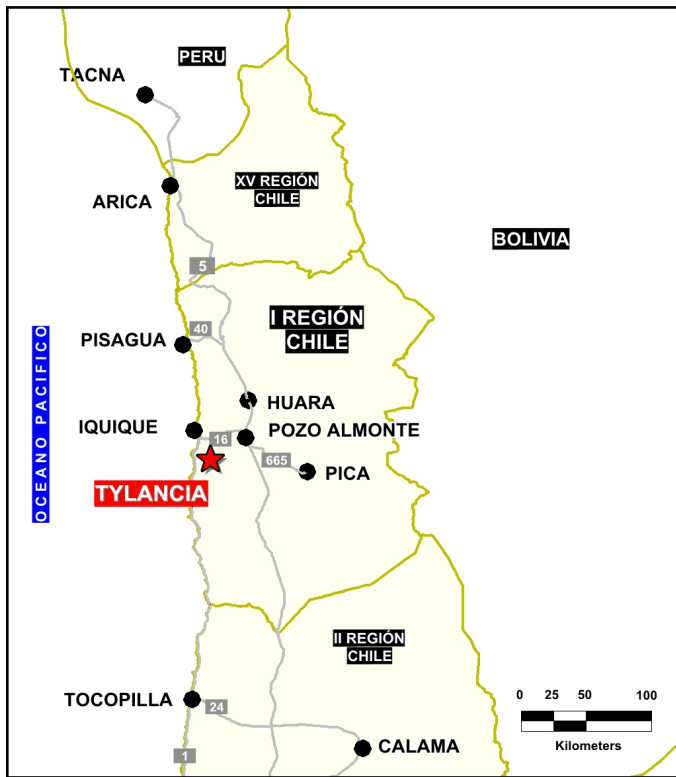 PERU
TACNA
XV REGIÓN
CHILE
ARICA
BOLIVIA
5
I REGIÓN
CHILE
OCEANO PACIFICO
40
PISAGUA
HUARA
IQUIQUE
POZO ALMONTE
16
665
PICA
TYLANCIA
II REGIÓN
CHILE
TOCOPILLA
24
0 25 50 100
CALAMA
Kilometers
1